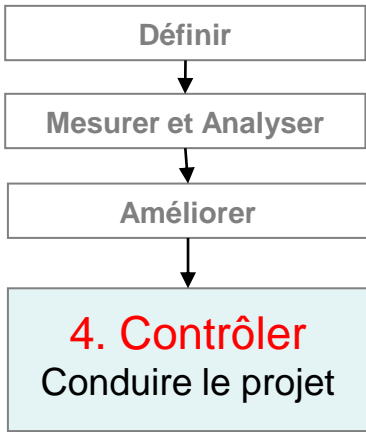 Définir
Mesurer et Analyser
Améliorer
4. Contrôler
Conduire le projet